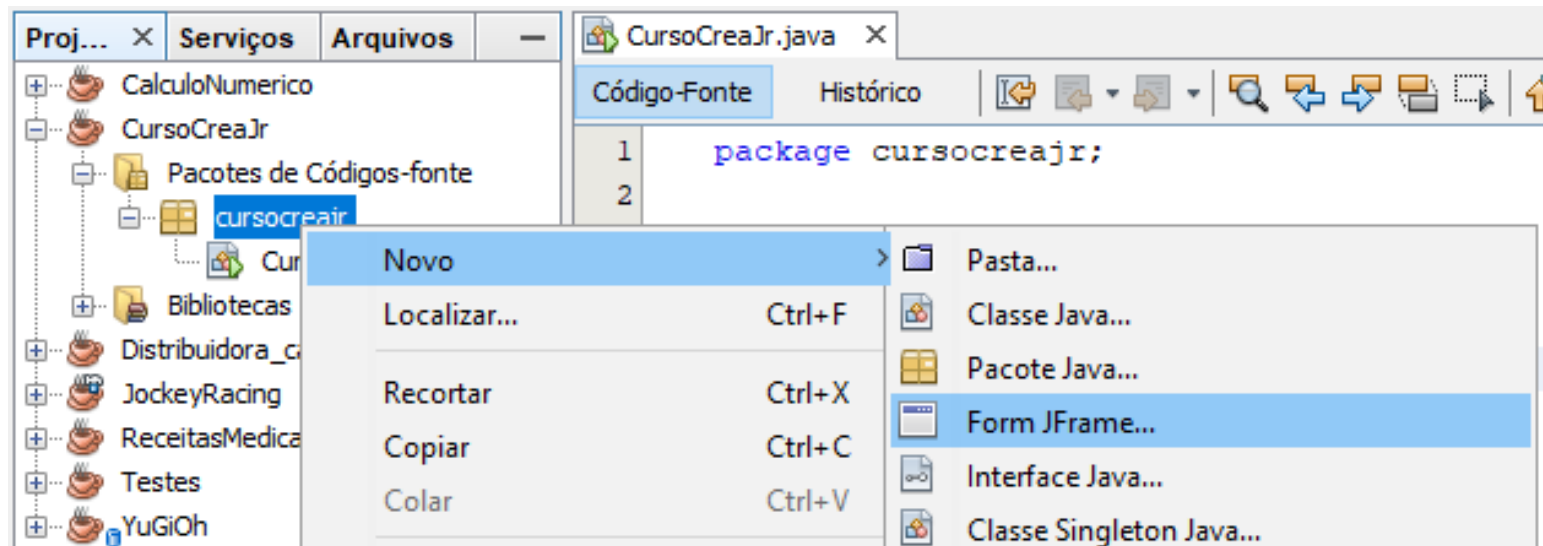 Proj... Serviços Arquivos
CalculoNumerico
CursoCreaJr
Pacotes de Códigos-fonte
cursocreajr
Cur
Bibliotecas
Distribuidora_ca
JockeyRacing
ReceitasMedica
Testes
YuGiOh
CursoCreaJr.java
Código-Fonte Histórico
1 package cursocreajr;
2
Novo
Localizar... Ctrl+F
Recortar Ctrl+X
Copiar Ctrl+C
Colar Ctrl+V
Pasta...
Classe Java...
Pacote Java...
Form JFrame...
Interface Java...
Classe Singleton Java...